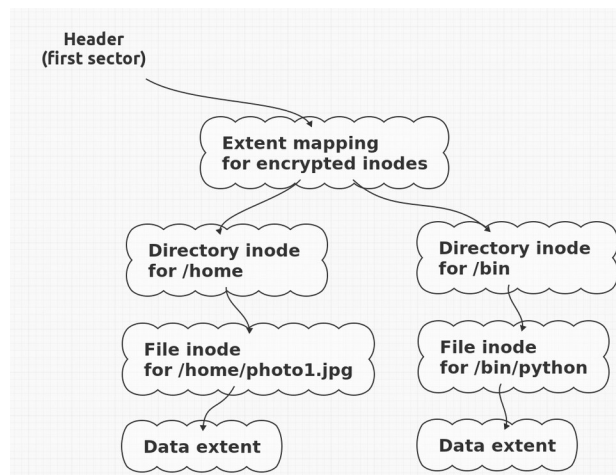 Header
(first sector)
Extent mapping
for encrypted inodes
Directory inode
for /home
Directory inode
for /bin
File inode
for /home/photo1.jpg
File inode
for /bin/python
Data extent
Data extent